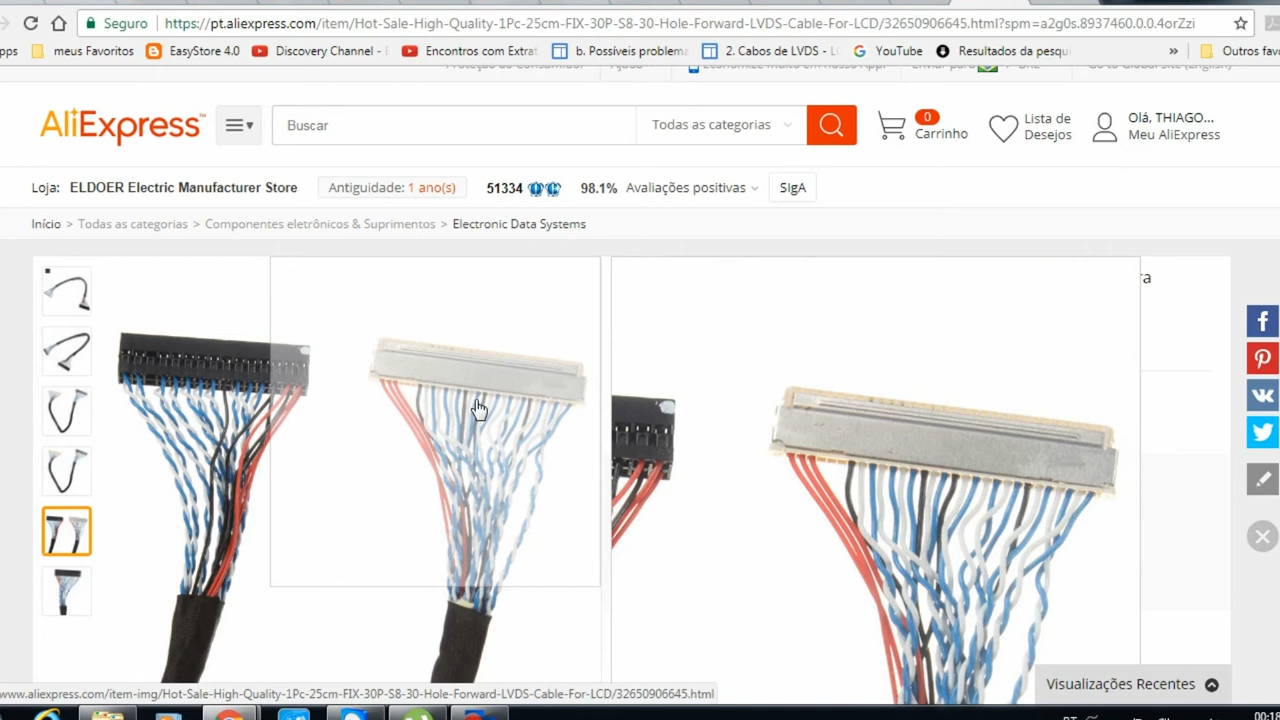 Seguro https://pt.aliexpress.com/item/Hot-Sale-High-Quality-1Pc-25cm-FIX-30P-S8-30-Hole-Forward-LVDS-Cable-For-LCD/32650906645.html?spm=a2g0s.8937460.0.0.4orZzi
pps meus Favoritos EasyStore 4.0 Discovery Channel - Encontros com Extrat b. Possíveis problema 2. Cabos de LVDS - L YouTube Resultados da pesqu » Outros fav
AliExpress™ Buscar Todas as categorias 0 Carrinho Lista de Desejos Olá, THIAGO... Meu AliExpress
Loja: ELDOER Electric Manufacturer Store Antiguidade: 1 ano(s) 51334 98.1% Avaliações positivas SIgA
Início > Todas as categorias > Componentes eletrônicos & Suprimentos > Electronic Data Systems
ra
Visualizações Recentes
www.aliexpress.com/item-img/Hot-Sale-High-Quality-1Pc-25cm-FIX-30P-S8-30-Hole-Forward-LVDS-Cable-For-LCD/32650906645.html
PT 00:18